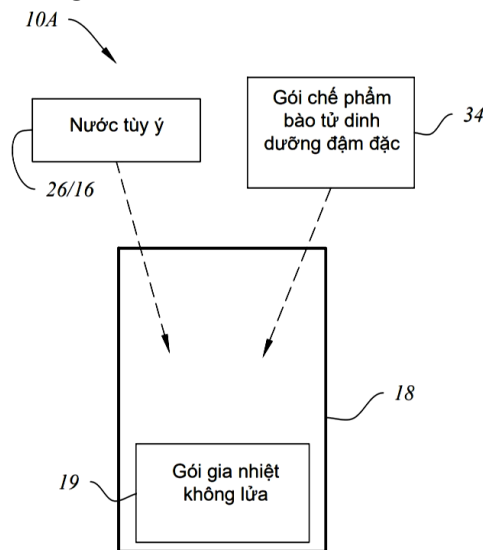 10A
Nước tùy ý
26/16
Gói chế phẩm
bào tử dinh
dưỡng đậm đặc
34
18
19
Gói gia nhiệt
không lửa